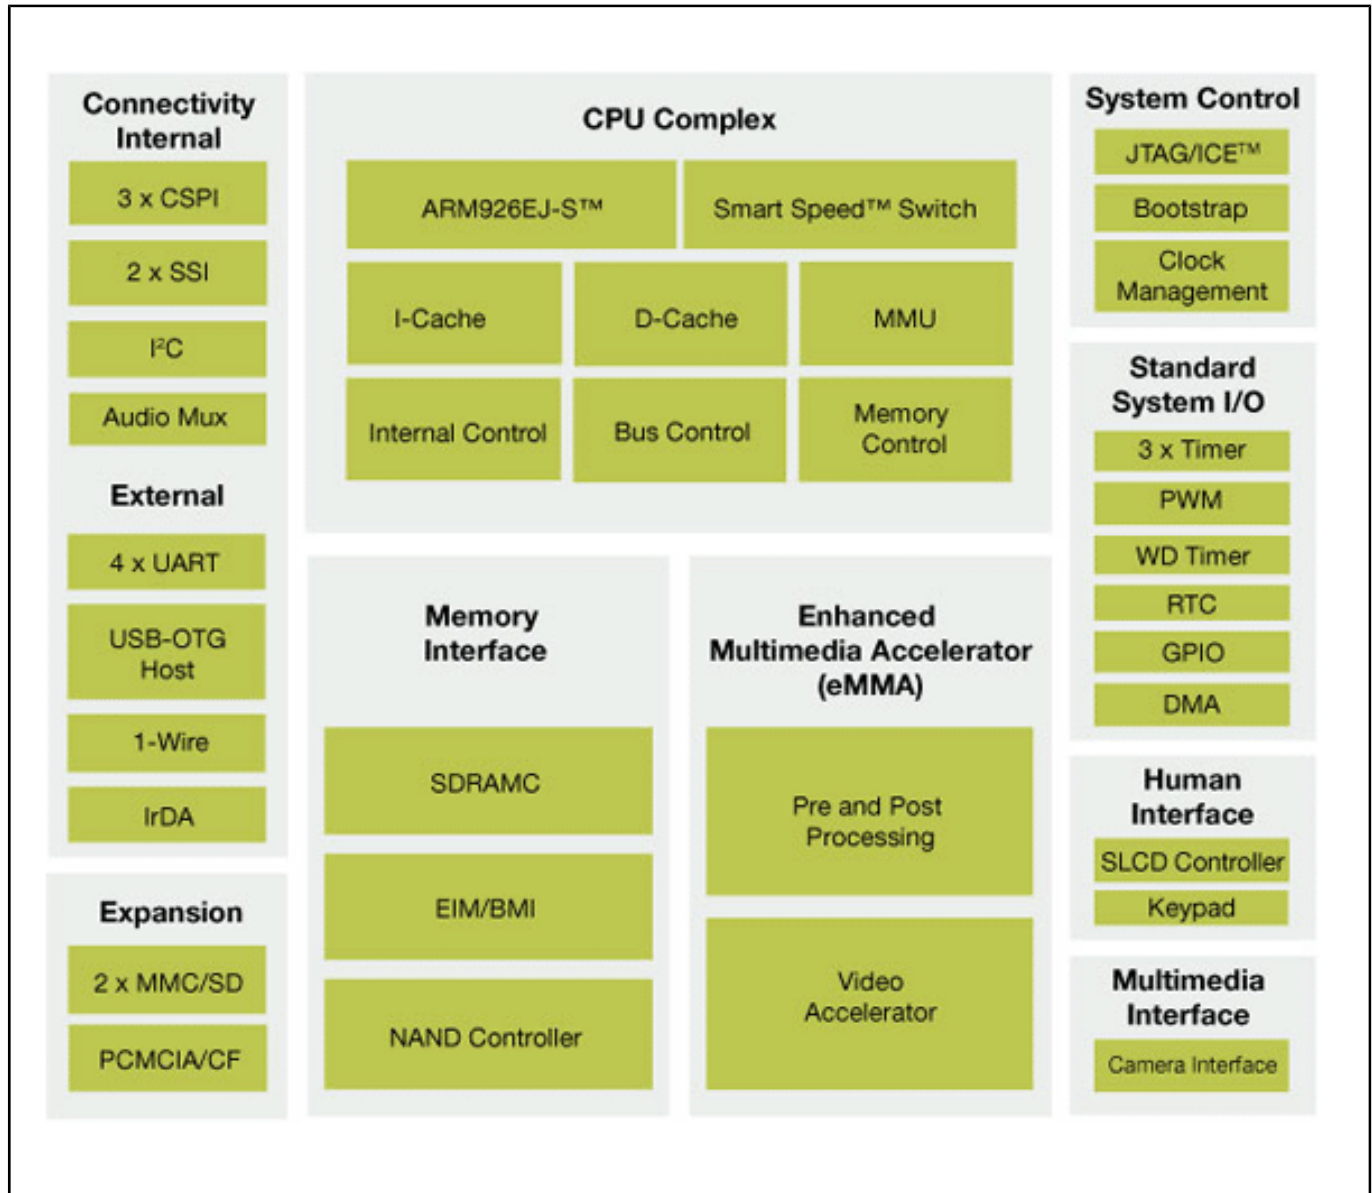 Connectivity
Internal
3 x CSPI
2 x SSI
I²C
Audio Mux
External
4 x UART
USB-OTG
Host
1-Wire
IrDA
Expansion
2 x MMC/SD
PCMCIA/CF
CPU Complex
ARM926EJ-S™
Smart Speed™ Switch
I-Cache
D-Cache
MMU
Internal Control
Bus Control
Memory
Control
Memory
Interface
SDRAMC
EIM/BMI
NAND Controller
Enhanced
Multimedia Accelerator
(eMMA)
Pre and Post
Processing
Video
Accelerator
System Control
JTAG/ICE™
Bootstrap
Clock
Management
Standard
System I/O
3 x Timer
PWM
WD Timer
RTC
GPIO
DMA
Human
Interface
SLCD Controller
Keypad
Multimedia
Interface
Camera Interface